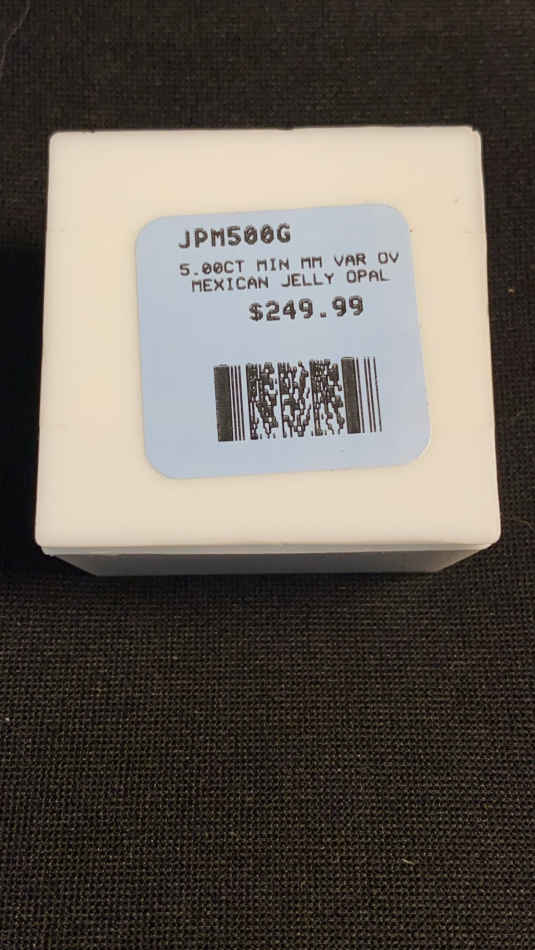 JPM500G
5.00CT MIN MM VAR OV
MEXICAN JELLY OPAL
$249.99